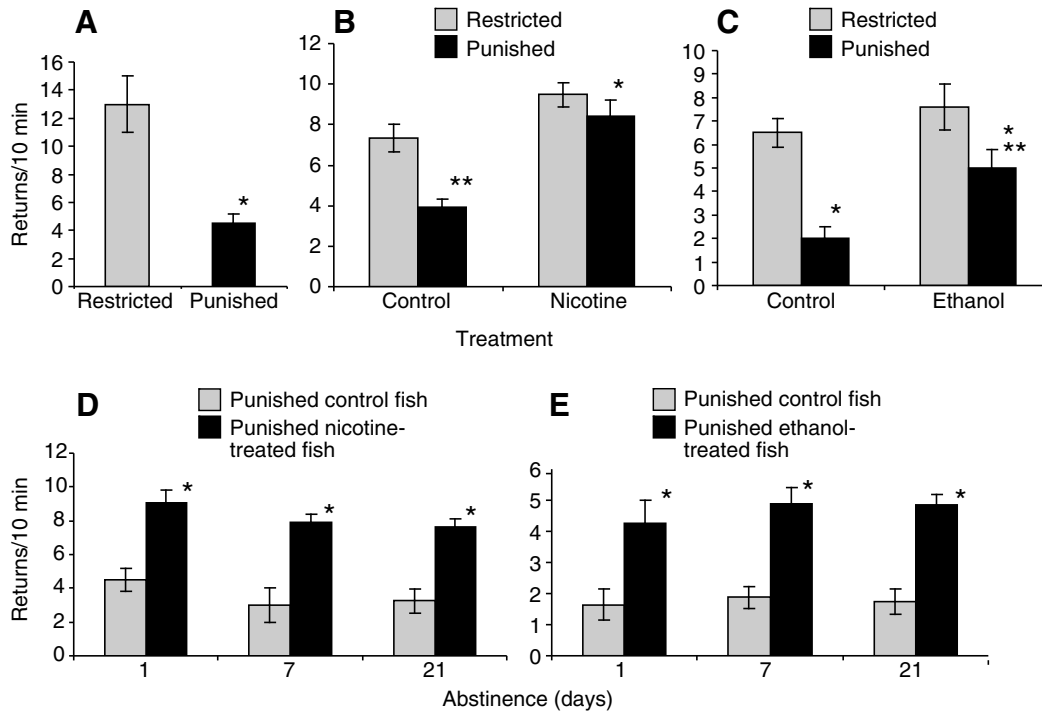 A
Returns/10 min
16
14
12
10
8
6
4
2
0
*
Restricted
Punished
B
Restricted
Punished
12
10
8
6
4
2
0
**
*
Control
Nicotine
C
Restricted
Punished
10
9
8
7
6
5
4
3
2
1
0
*
*
**
Control
Ethanol
Treatment
D
Punished control fish
Punished nicotine-
treated fish
Returns/10 min
12
10
8
6
4
2
0
*
*
*
1
7
21
E
Punished control fish
Punished ethanol-
treated fish
6
5
4
3
2
1
0
*
*
*
1
7
21
Abstinence (days)